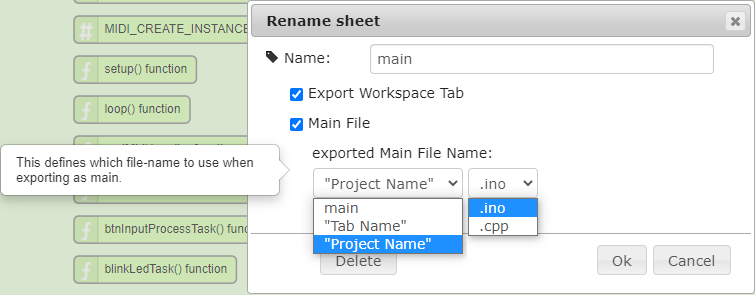 MIDI_CREATE_INSTANCE
setup() function
loop() function
btnInputProcessTask() func
blinkLedTask() function
This defines which file-name to use when
exporting as main.
Rename sheet
Name:
main
Export Workspace Tab
Main File
exported Main File Name:
"Project Name"
.ino
main
"Tab Name"
"Project Name"
.ino
.cpp
Delete
Ok
Cancel